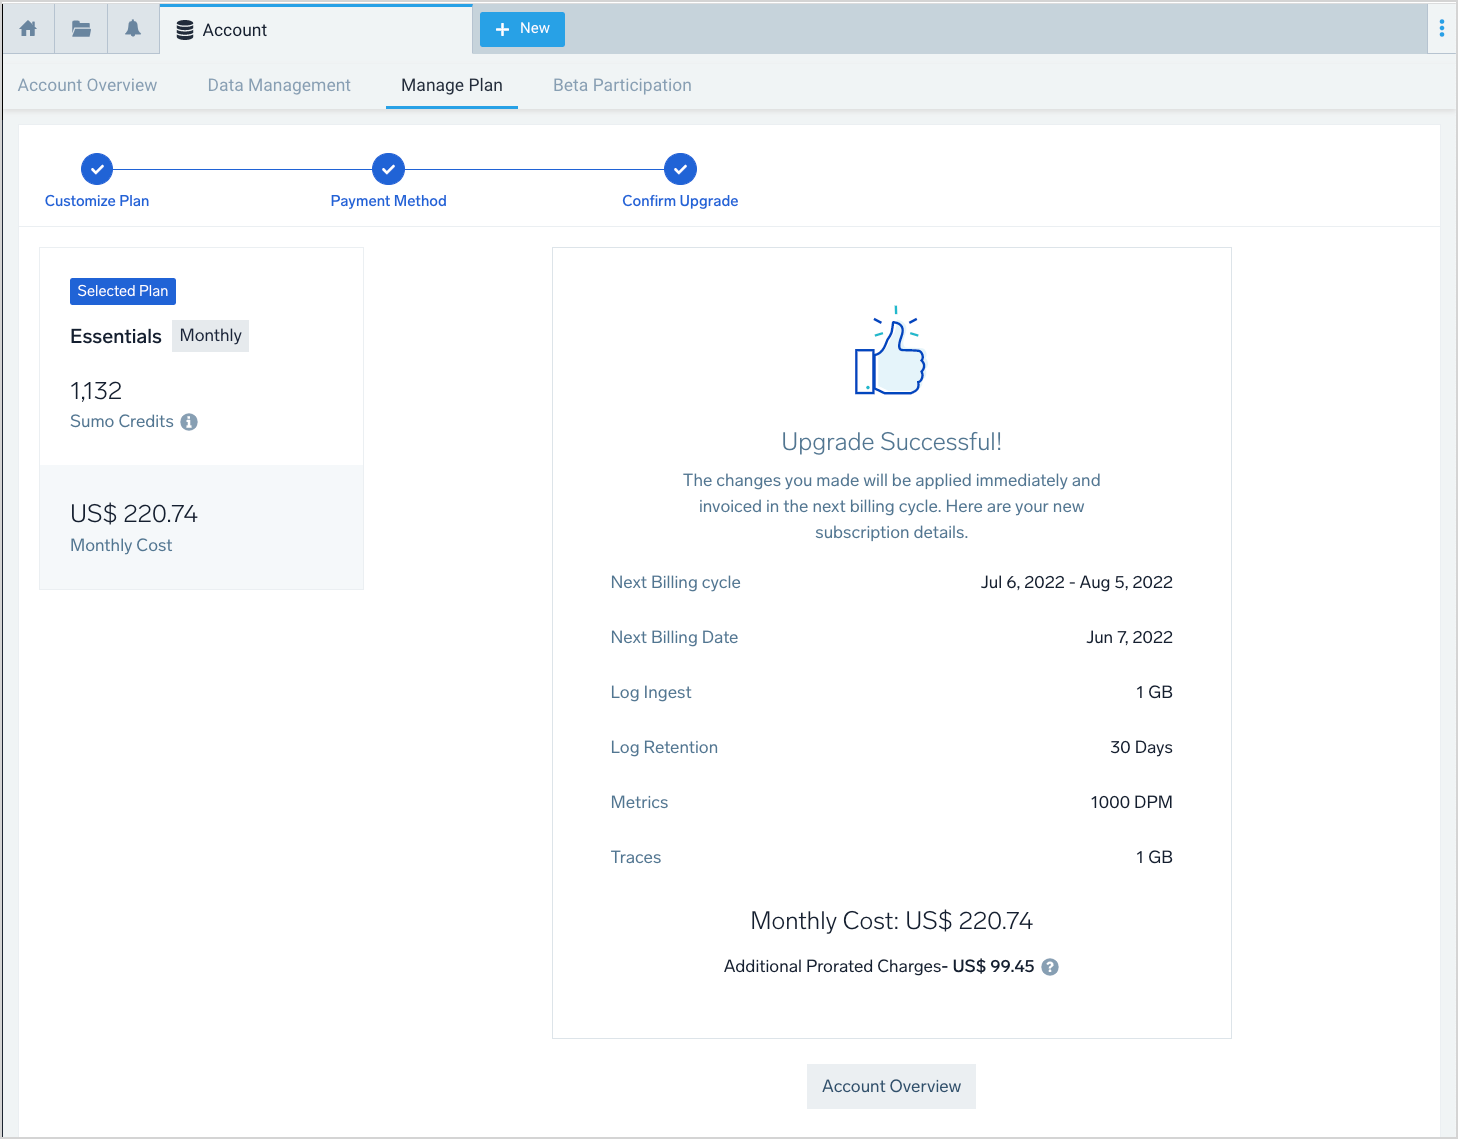 Account
New
Account Overview
Data Management
Manage Plan
Beta Participation
Customize Plan
Payment Method
Confirm Upgrade
Selected Plan
Essentials Monthly
1,132
Sumo Credits
US$ 220.74
Monthly Cost
Upgrade Successful!
The changes you made will be applied immediately and
invoiced in the next billing cycle. Here are your new
subscription details.
Next Billing cycle Jul 6, 2022 - Aug 5, 2022
Next Billing Date Jun 7, 2022
Log Ingest 1 GB
Log Retention 30 Days
Metrics 1000 DPM
Traces 1 GB
Monthly Cost: US$ 220.74
Additional Prorated Charges- US$ 99.45
Account Overview